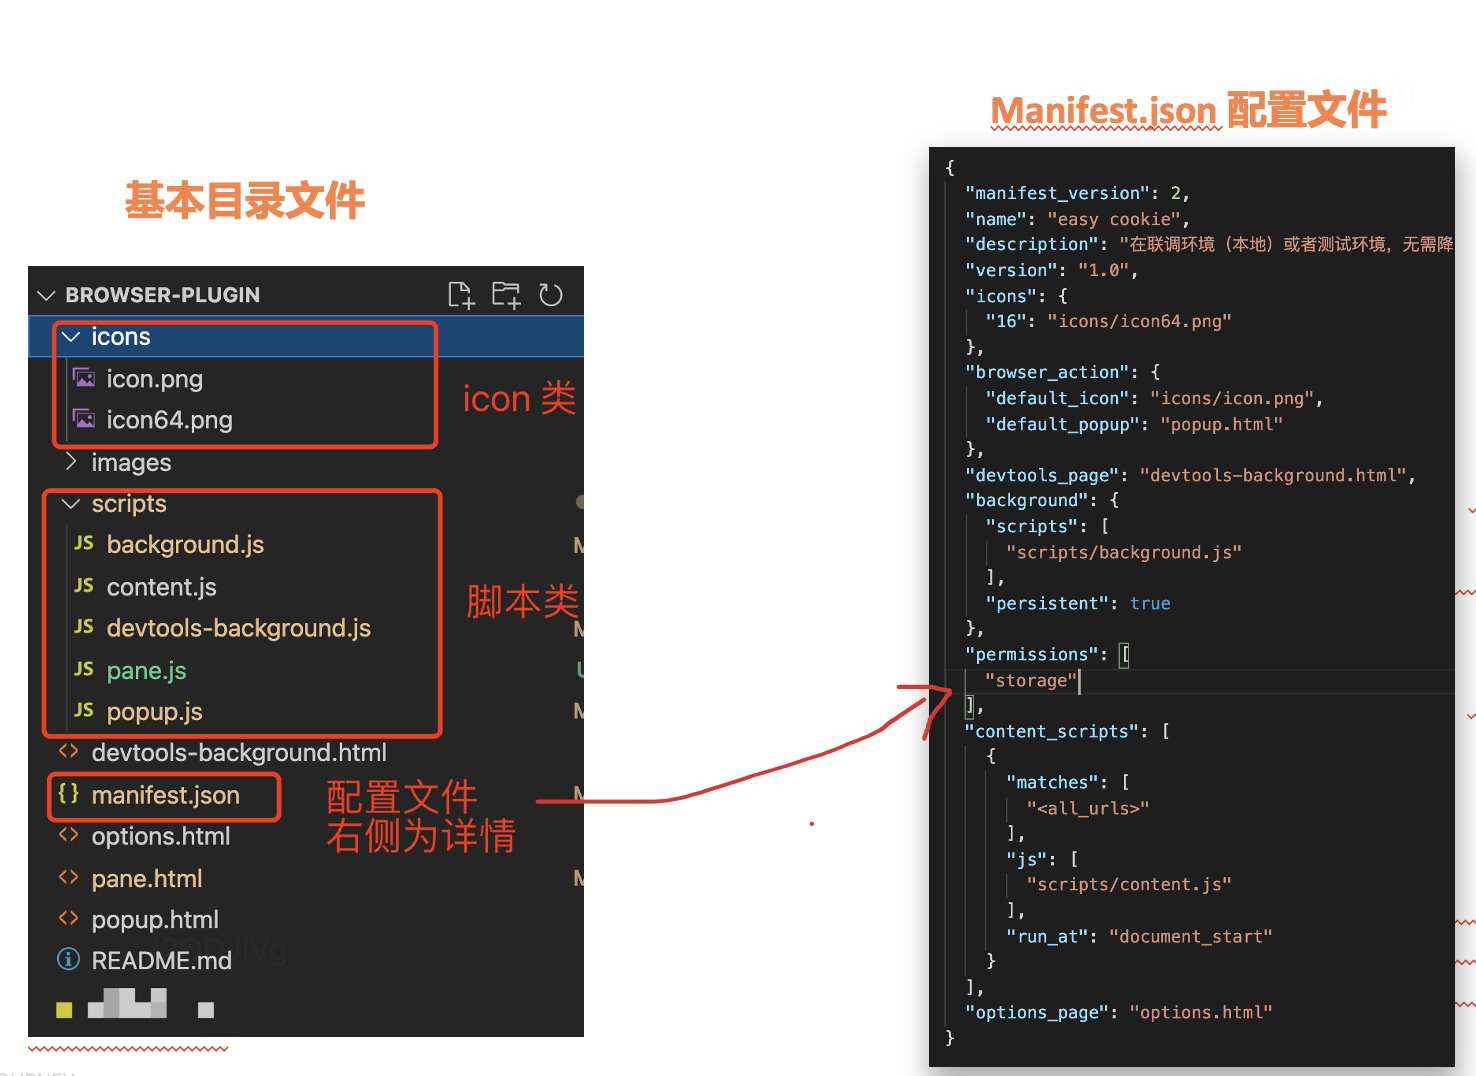 基本目录文件
BROWSER-PLUGIN
icons
icon.png
icon64.png
icon 类
images
scripts
JS background.js M
JS content.js
脚本类
JS devtools-background.js M
JS pane.js U
JS popup.js M
devtools-background.html
{} manifest.json M
配置文件
右侧为详情
options.html
pane.html M
popup.html
README.md
Manifest.json 配置文件
{
"manifest_version": 2,
"name": "easy cookie",
"description": "在联调环境（本地）或者测试环境，无需降
"version": "1.0",
"icons": {
"16": "icons/icon64.png"
},
"browser_action": {
"default_icon": "icons/icon.png",
"default_popup": "popup.html"
},
"devtools_page": "devtools-background.html",
"background": {
"scripts": [
"scripts/background.js"
],
"persistent": true
},
"permissions": [
"storage"
],
"content_scripts": [
{
"matches": [
"<all_urls>"
],
"js": [
"scripts/content.js"
],
"run_at": "document_start"
}
],
"options_page": "options.html"
}